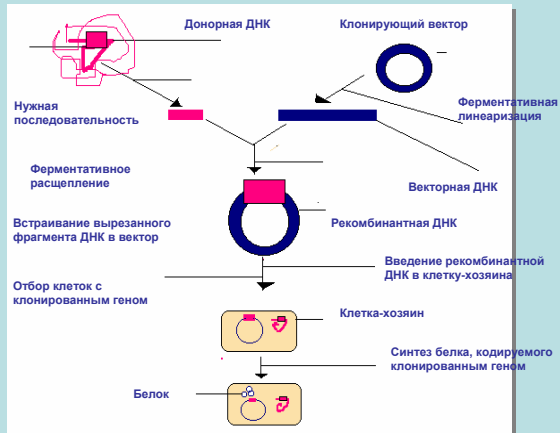 Донорная ДНК
Клонирующий вектор
Нужная
последовательность
Ферментативная
линеаризация
Ферментативное
расщепление
Векторная ДНК
Встраивание вырезанного
фрагмента ДНК в вектор
Рекомбинантная ДНК
Введение рекомбинантной
ДНК в клетку-хозяина
Отбор клеток с
клонированным геном
Клетка-хозяин
Синтез белка, кодируемого
клонированным геном
Белок